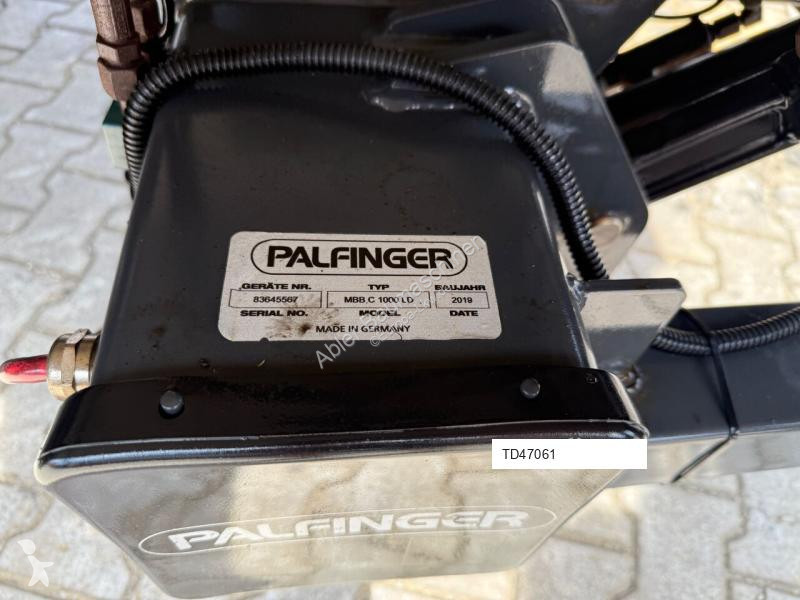 PALFINGER
GERÄTE NR. TYP BAUJAHR
83645567 MBB C 1000 LD 2019
SERIAL NO. MODEL DATE
MADE IN GERMANY
TD47061
PALFINGER